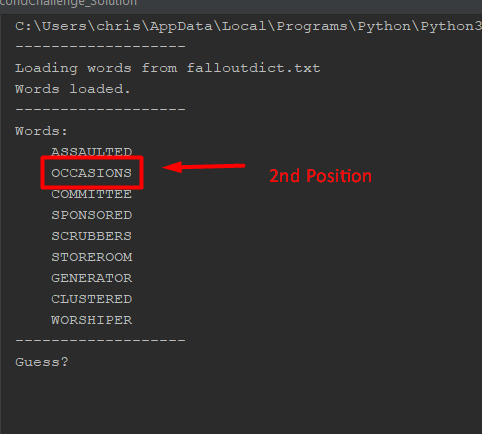 condChallenge_Solution
C:\Users\chris\AppData\Local\Programs\Python\Python3
-------------------
Loading words from falloutdict.txt
Words loaded.
-------------------
Words:
ASSAULTED
OCCASIONS
2nd Position
COMMITTEE
SPONSORED
SCRUBBERS
STOREROOM
GENERATOR
CLUSTERED
WORSHIPER
-------------------
Guess?